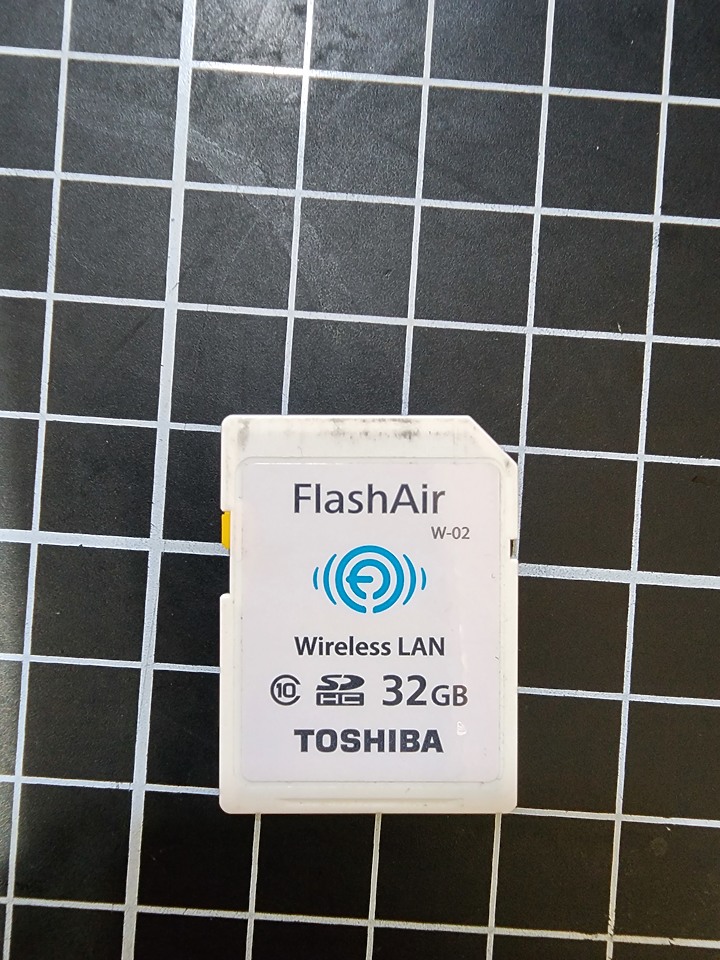 FlashAir
W-02
Wireless LAN
10 SD HC 32GB
TOSHIBA